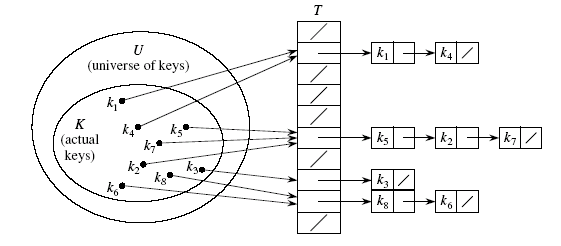 T
U
(universe of keys)
K
(actual
keys)
k₁
k₄
k₅
k₇
k₂
k₈
k₃
k₆
k₁ k₄
k₅ k₂ k₇
k₃
k₈ k₆